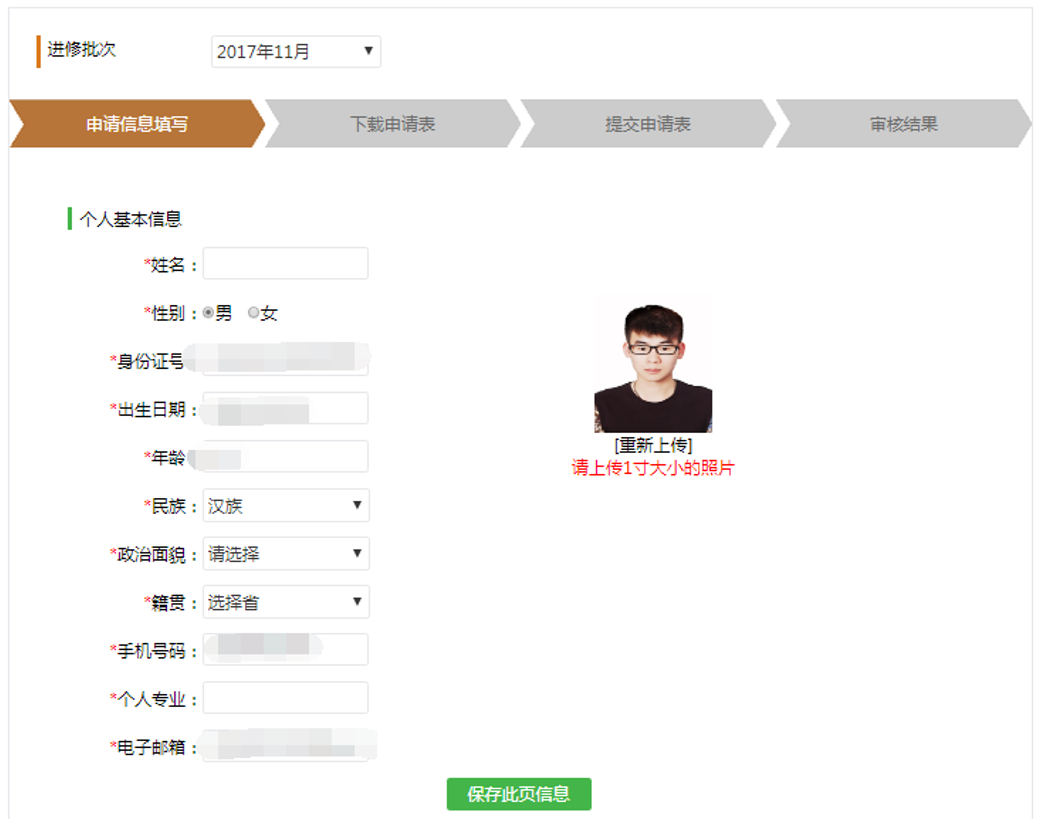 进修批次 2017年11月
申请信息填写 下载申请表 提交申请表 审核结果
个人基本信息
*姓名：
*性别：男 女
*身份证号
*出生日期：
*年龄
*民族：汉族
*政治面貌：请选择
*籍贯：选择省
*手机号码：
*个人专业：
*电子邮箱：
[重新上传]
请上传1寸大小的照片
保存此页信息